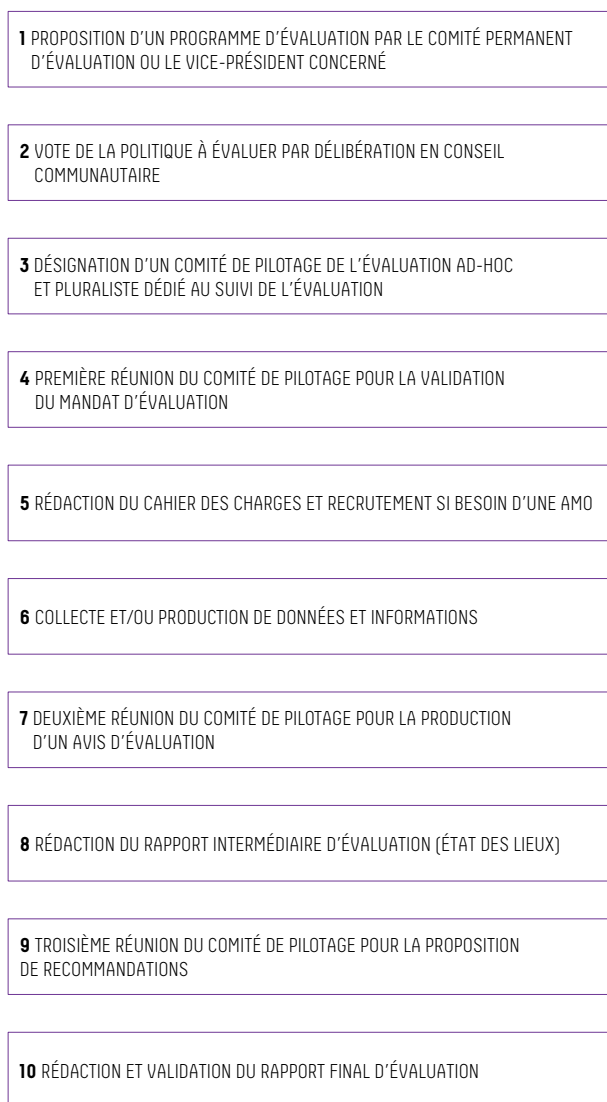 1 PROPOSITION D'UN PROGRAMME D'ÉVALUATION PAR LE COMITÉ PERMANENT
D'ÉVALUATION OU LE VICE-PRÉSIDENT CONCERNÉ
2 VOTE DE LA POLITIQUE À ÉVALUER PAR DÉLIBÉRATION EN CONSEIL
COMMUNAUTAIRE
3 DÉSIGNATION D'UN COMITÉ DE PILOTAGE DE L'ÉVALUATION AD-HOC
ET PLURALISTE DÉDIÉ AU SUIVI DE L'ÉVALUATION
4 PREMIÈRE RÉUNION DU COMITÉ DE PILOTAGE POUR LA VALIDATION
DU MANDAT D'ÉVALUATION
5 RÉDACTION DU CAHIER DES CHARGES ET RECRUTEMENT SI BESOIN D'UNE AMO
6 COLLECTE ET/OU PRODUCTION DE DONNÉES ET INFORMATIONS
7 DEUXIÈME RÉUNION DU COMITÉ DE PILOTAGE POUR LA PRODUCTION
D'UN AVIS D'ÉVALUATION
8 RÉDACTION DU RAPPORT INTERMÉDIAIRE D'ÉVALUATION (ÉTAT DES LIEUX)
9 TROISIÈME RÉUNION DU COMITÉ DE PILOTAGE POUR LA PROPOSITION
DE RECOMMANDATIONS
10 RÉDACTION ET VALIDATION DU RAPPORT FINAL D'ÉVALUATION